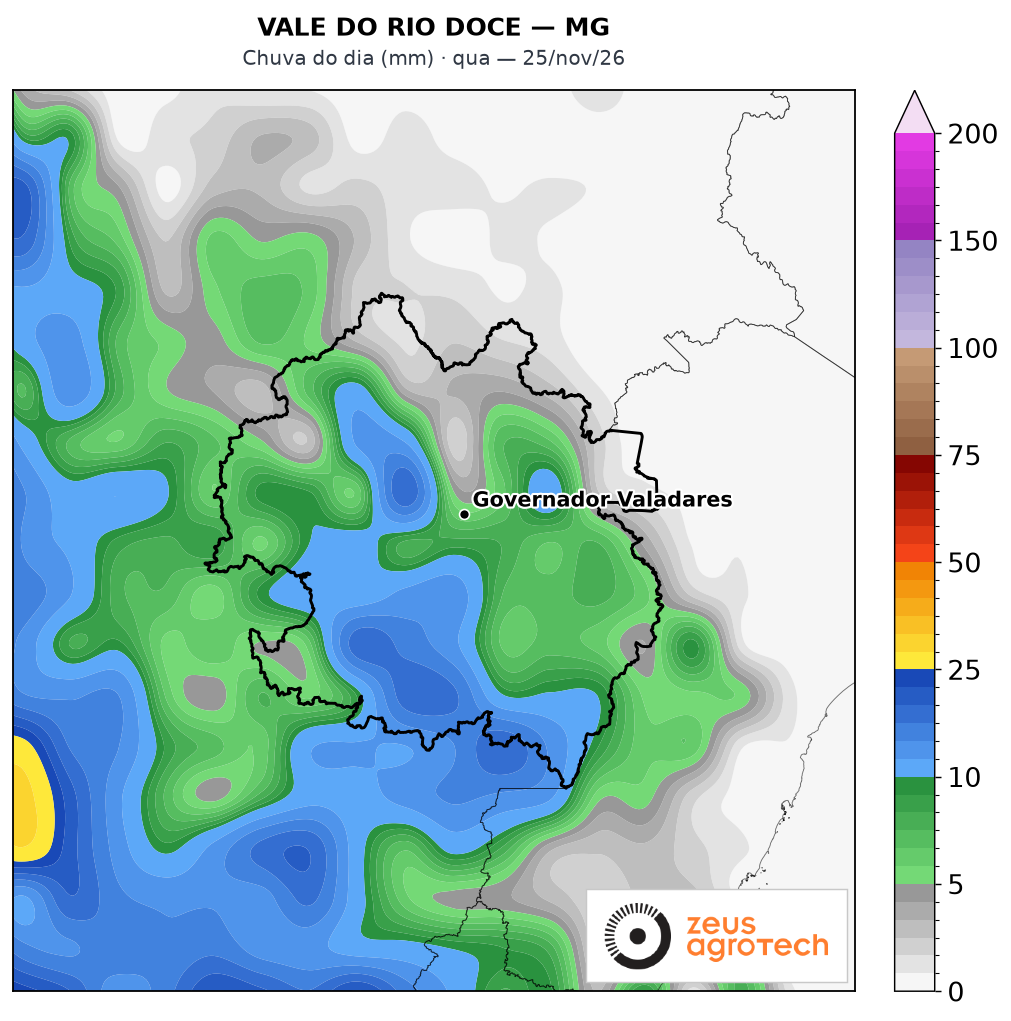 VALE DO RIO DOCE — MG
Chuva do dia (mm) · qua — 25/nov/26
Governador Valadares
200
150
100
75
50
25
10
5
0
zeus
agrotech